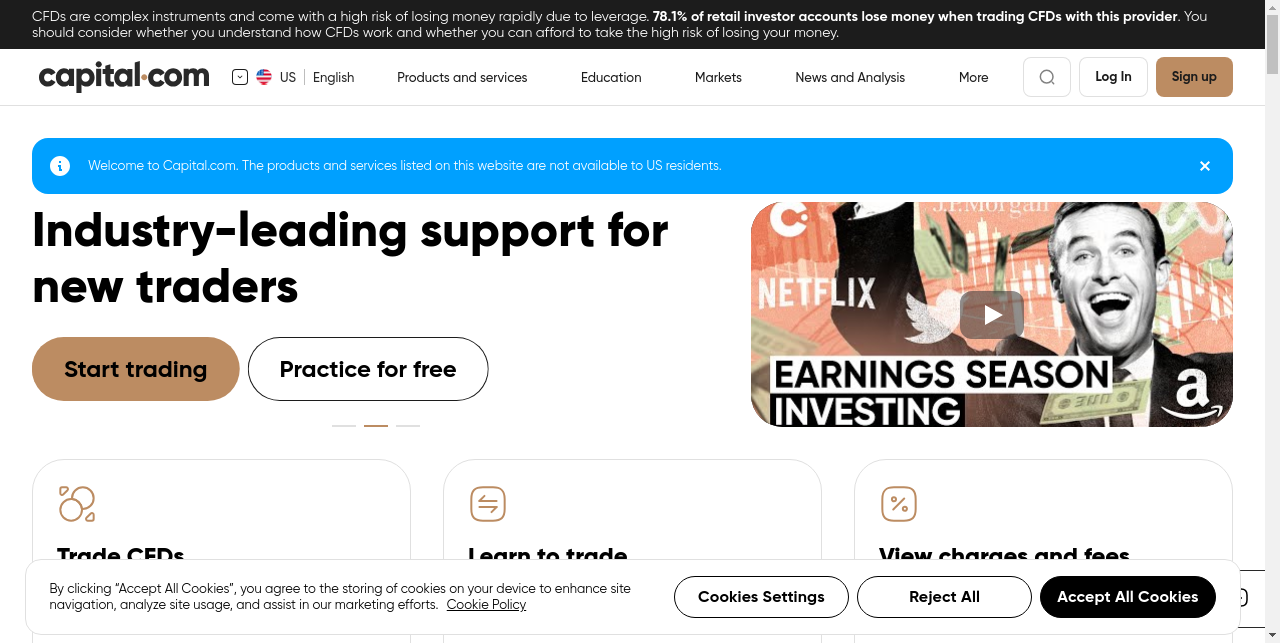 CFDs are complex instruments and come with a high risk of losing money rapidly due to leverage. 78.1% of retail investor accounts lose money when trading CFDs with this provider. You
should consider whether you understand how CFDs work and whether you can afford to take the high risk of losing your money.
capital.com
US English
Products and services
Education
Markets
News and Analysis
More
Log In
Sign up
Welcome to Capital.com. The products and services listed on this website are not available to US residents.
Industry-leading support for
new traders
Start trading
Practice for free
J.P.Morgan
NETFLIX
EARNINGS SEASON
INVESTING
Trade CFDs
Learn to trade
View charges and fees
By clicking “Accept All Cookies”, you agree to the storing of cookies on your device to enhance site
navigation, analyze site usage, and assist in our marketing efforts. Cookie Policy
Cookies Settings
Reject All
Accept All Cookies